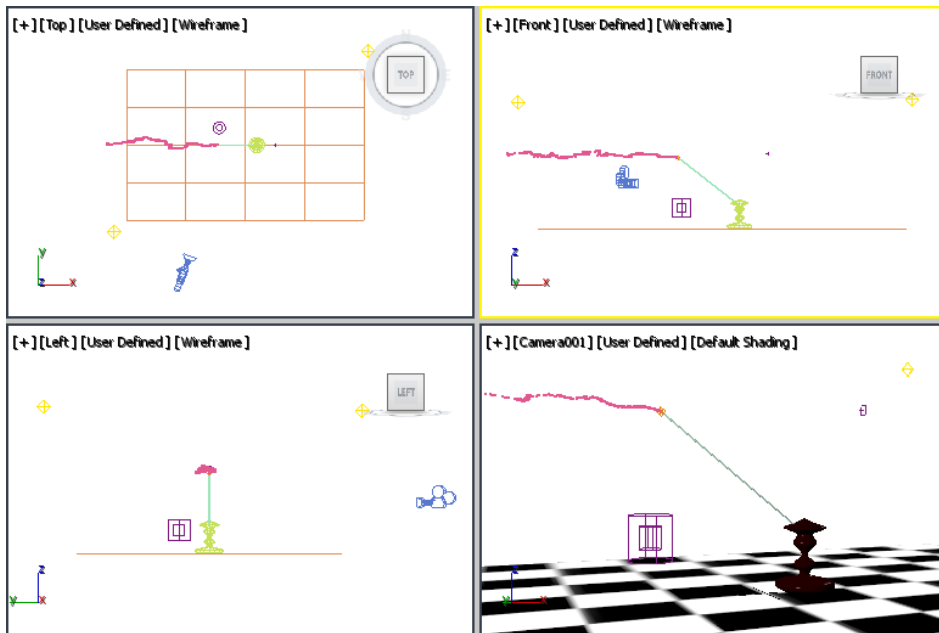 [+] [Top] [User Defined] [Wireframe]
N
TOP
E
S
y
z
x
[+] [Front] [User Defined] [Wireframe]
FRONT
z
y
x
[+] [Left] [User Defined] [Wireframe]
LEFT
z
y
x
[+] [Camera001] [User Defined] [Default Shading]
z
x